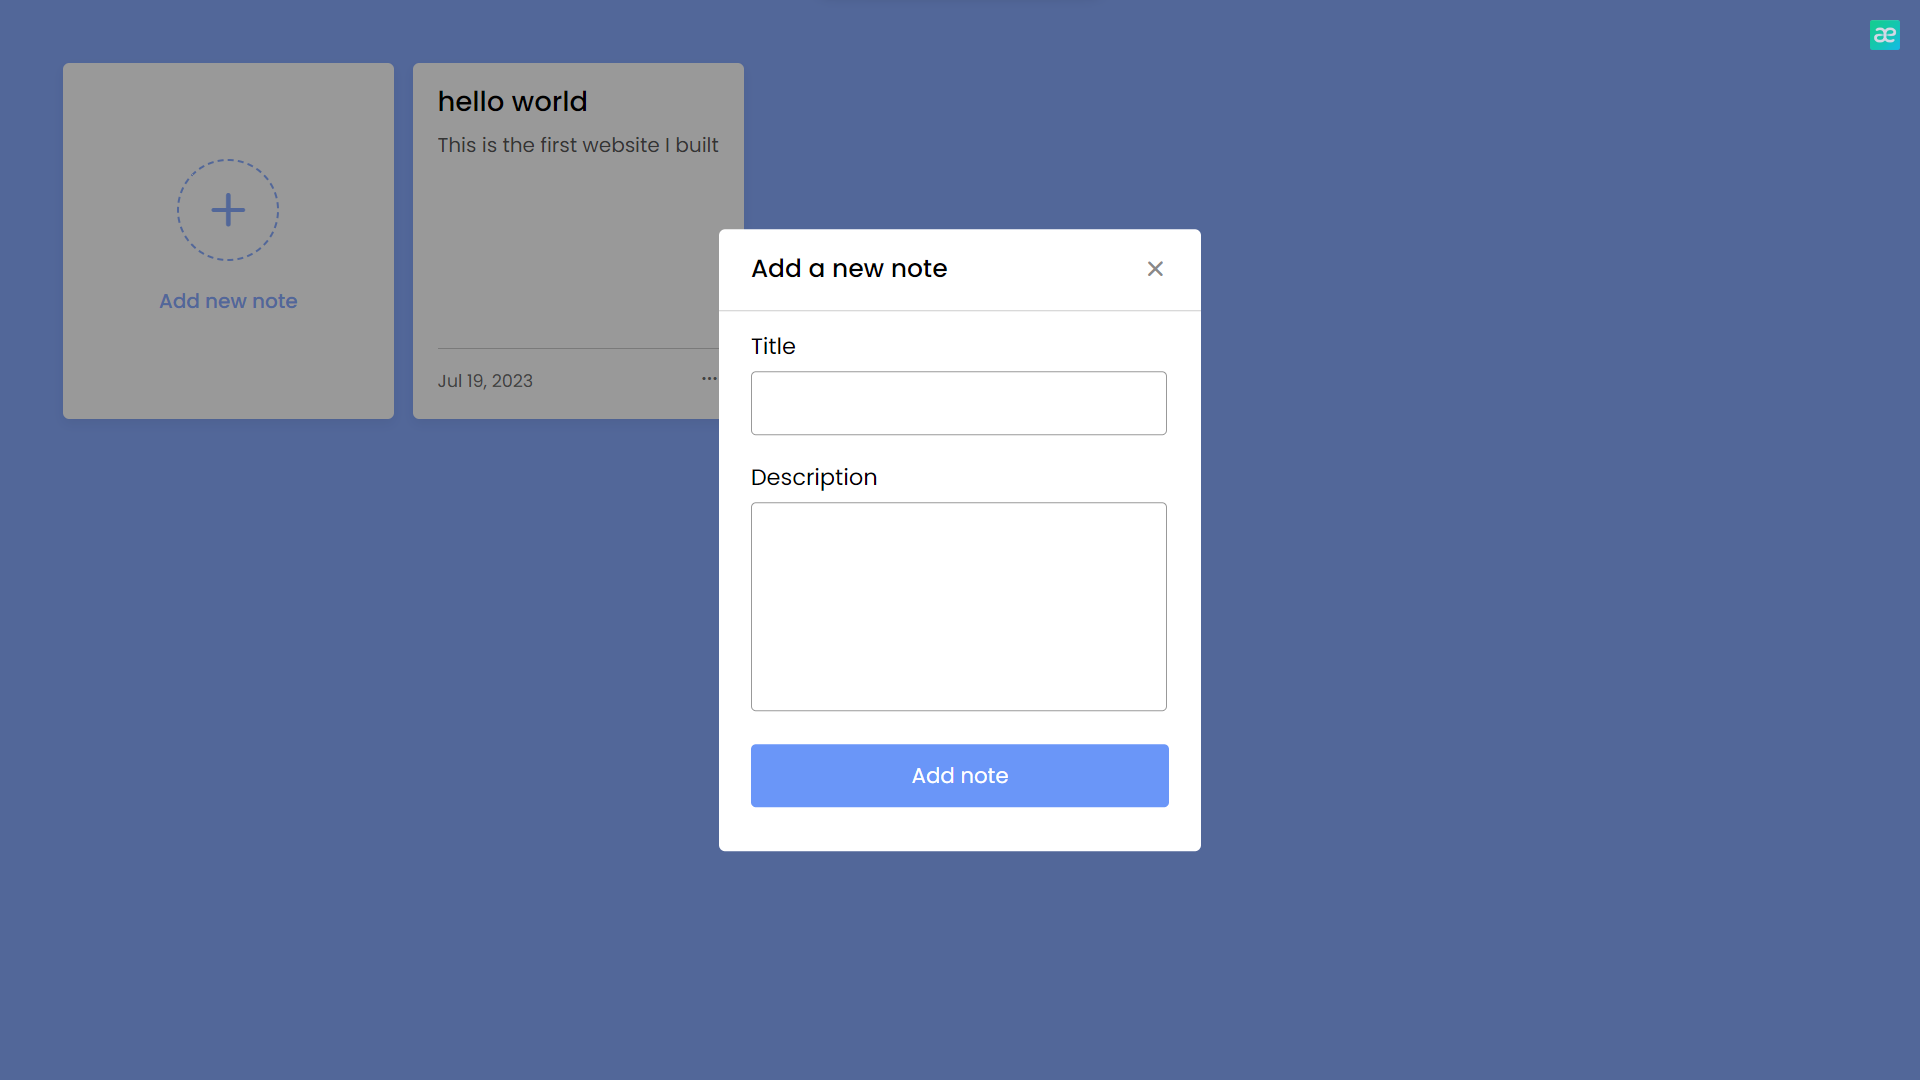 æ
hello world
This is the first website I built
Add new note
Jul 19, 2023
Add a new note
Title
Description
Add note